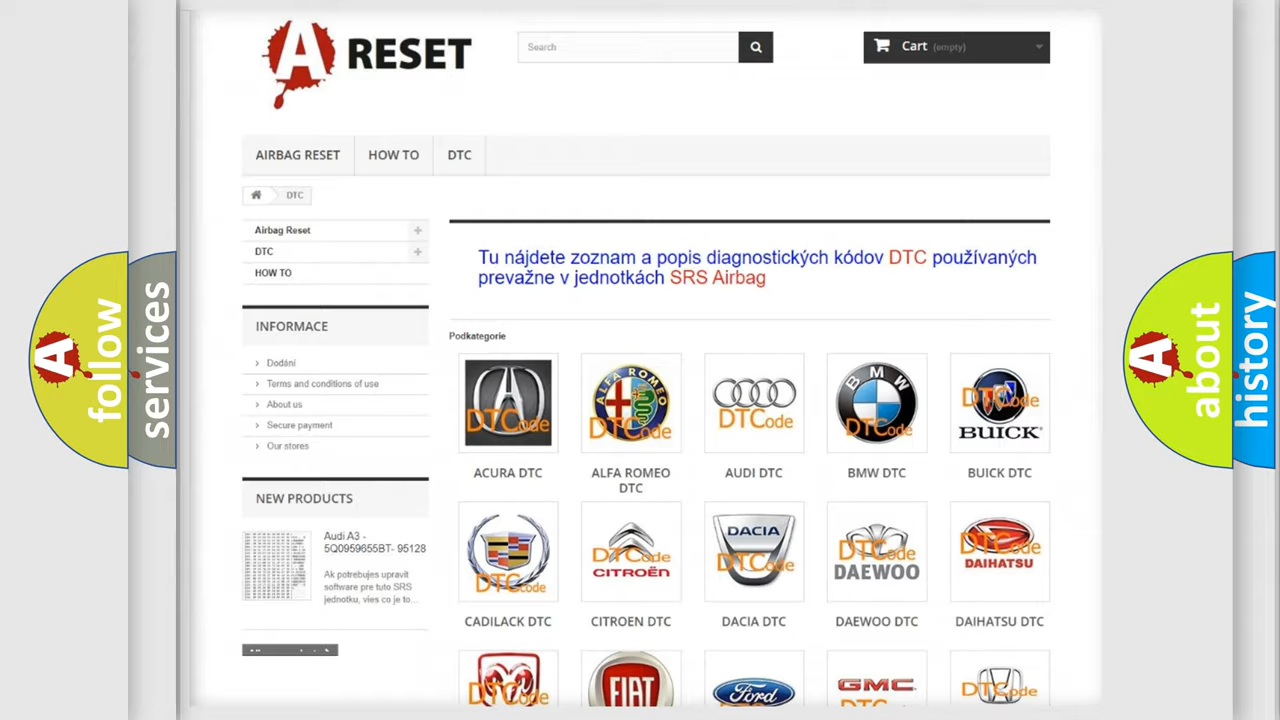 A RESET
Search
Cart (empty)
AIRBAG RESET
HOW TO
DTC
DTC
Airbag Reset
DTC
HOW TO
INFORMACE
Dodání
Terms and conditions of use
About us
Secure payment
Our stores
NEW PRODUCTS
Audi A3 -
5Q0959655BT- 95128
Ak potrebujes upravit
software pre tuto SRS
jednotku, vies co je to...
Tu nájdete zoznam a popis diagnostických kódov DTC používaných
prevažne v jednotkách SRS Airbag
Podkategorie
DTCode
ALFA ROMEO
DTCode
DTCode
BMW
DTCode
DTCode
BUICK
ACURA DTC
ALFA ROMEO
DTC
AUDI DTC
BMW DTC
BUICK DTC
DTCode
DTCode
CITROËN
DACIA
DTCode
DTCode
DAEWOO
DTCode
DAIHATSU
CADILACK DTC
CITROEN DTC
DACIA DTC
DAEWOO DTC
DAIHATSU DTC
DTCode
FIAT
Ford
GMC
DTCode
A follow
services
A about
history